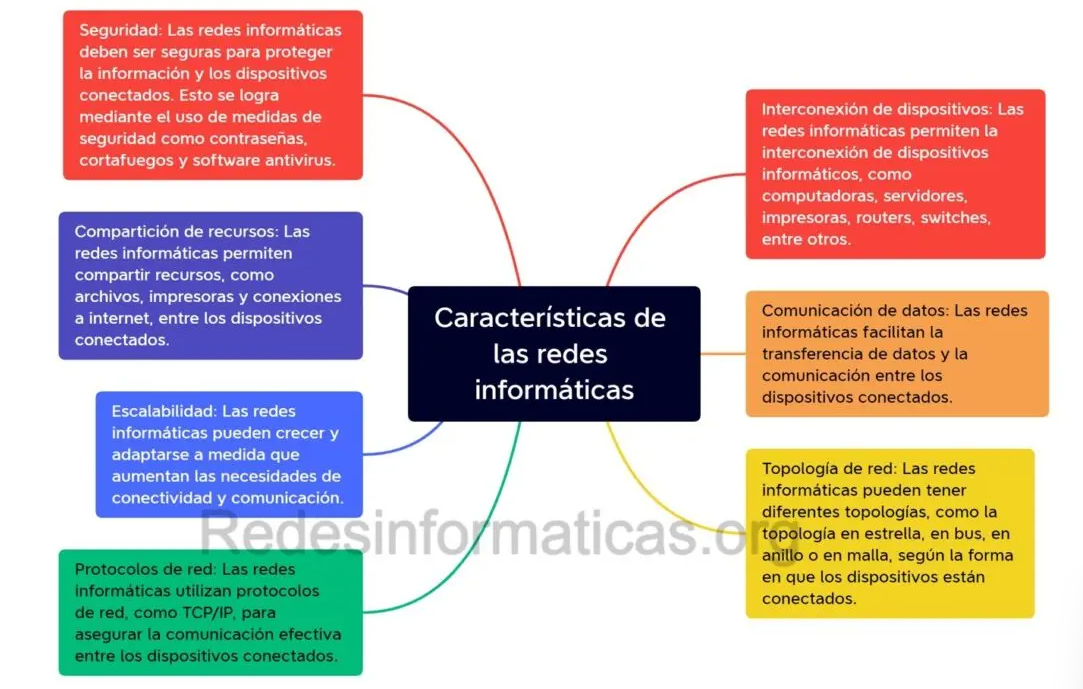 Seguridad: Las redes informáticas
deben ser seguras para proteger
la información y los dispositivos
conectados. Esto se logra
mediante el uso de medidas de
seguridad como contraseñas,
cortafuegos y software antivirus.
Compartición de recursos: Las
redes informáticas permiten
compartir recursos, como
archivos, impresoras y conexiones
a internet, entre los dispositivos
conectados.
Escalabilidad: Las redes
informáticas pueden crecer y
adaptarse a medida que
aumentan las necesidades de
conectividad y comunicación.
Protocolos de red: Las redes
informáticas utilizan protocolos
de red, como TCP/IP, para
asegurar la comunicación efectiva
entre los dispositivos conectados.
Características de
las redes
informáticas
Interconexión de dispositivos: Las
redes informáticas permiten la
interconexión de dispositivos
informáticos, como
computadoras, servidores,
impresoras, routers, switches,
entre otros.
Comunicación de datos: Las redes
informáticas facilitan la
transferencia de datos y la
comunicación entre los
dispositivos conectados.
Topología de red: Las redes
informáticas pueden tener
diferentes topologías, como la
topología en estrella, en bus, en
anillo o en malla, según la forma
en que los dispositivos están
conectados.
Redesinformaticas.org